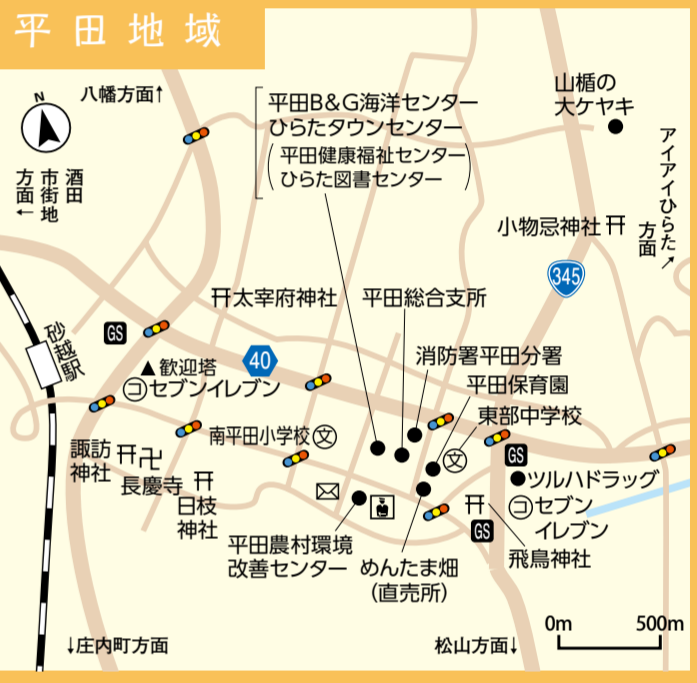 平田地域
N
八幡方面↑
酒田
市街地
方面←
平田B&G海洋センター
ひらたタウンセンター
(平田健康福祉センター
ひらた図書センター)
山楯の
大ケヤキ
アイアイひらた
方面↗
小物忌神社
345
太宰府神社
平田総合支所
GS
砂越駅
▲歓迎塔
コ セブンイレブン
40
消防署平田分署
平田保育園
東部中学校
南平田小学校 文
文
諏訪
神社
卍
長慶寺
日枝
神社
GS
ツルハドラッグ
コ セブン
イレブン
平田農村環境
改善センター
めんたま畑
(直売所)
GS
飛鳥神社
0m 500m
↓庄内町方面
松山方面↓